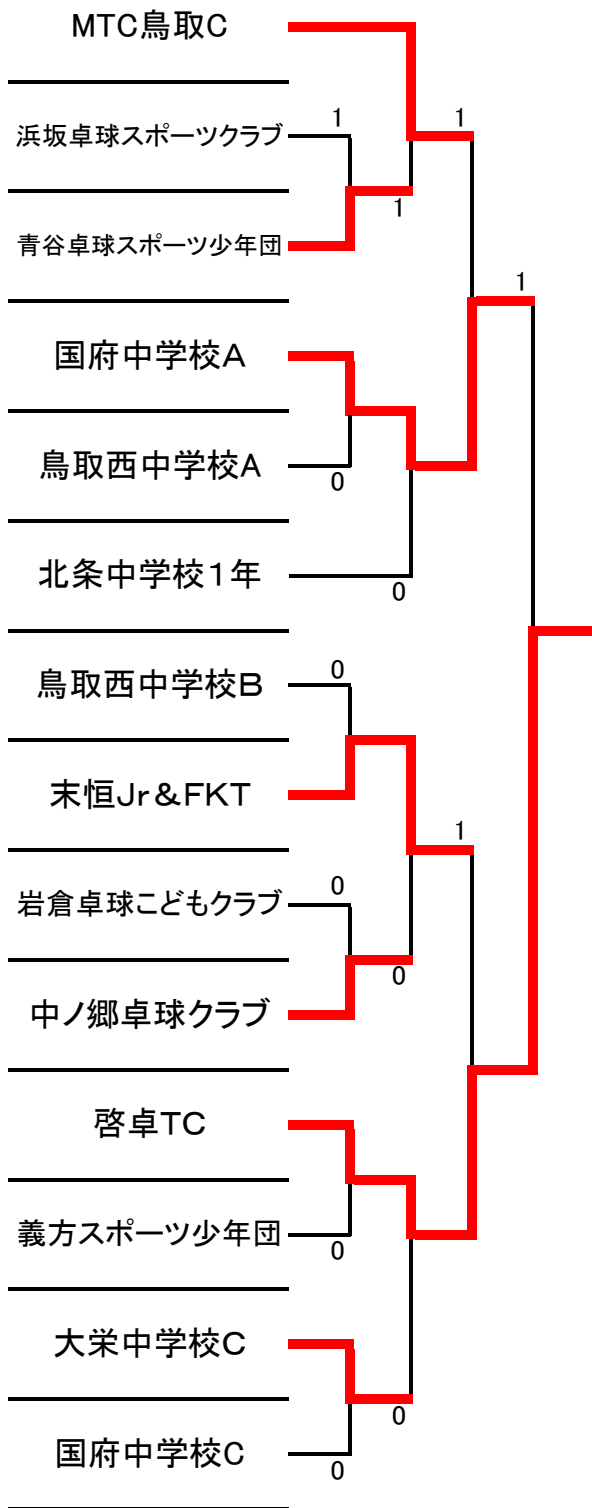 MTC鳥取C
1
1
浜坂卓球スポーツクラブ
1
青谷卓球スポーツ少年団
1
国府中学校A
鳥取西中学校A
0
北条中学校1年
0
鳥取西中学校B
0
末恒Jr&FKT
1
岩倉卓球こどもクラブ
0
0
中ノ郷卓球クラブ
啓卓TC
義方スポーツ少年団
0
大栄中学校C
0
国府中学校C
0